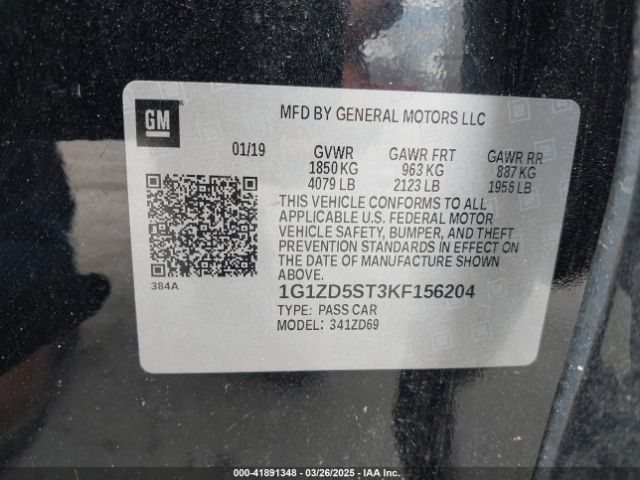 GM
MFD BY GENERAL MOTORS LLC
01/19 GVWR GAWR FRT GAWR RR
1850 KG 963 KG 887 KG
4079 LB 2123 LB 1956 LB
THIS VEHICLE CONFORMS TO ALL
APPLICABLE U.S. FEDERAL MOTOR
VEHICLE SAFETY, BUMPER, AND THEFT
PREVENTION STANDARDS IN EFFECT ON
THE DATE OF MANUFACTURE SHOWN
ABOVE.
384A
1G1ZD5ST3KF156204
TYPE: PASS CAR
MODEL: 341ZD69
000-41891348 | 03/26/2025 | IAA Inc.